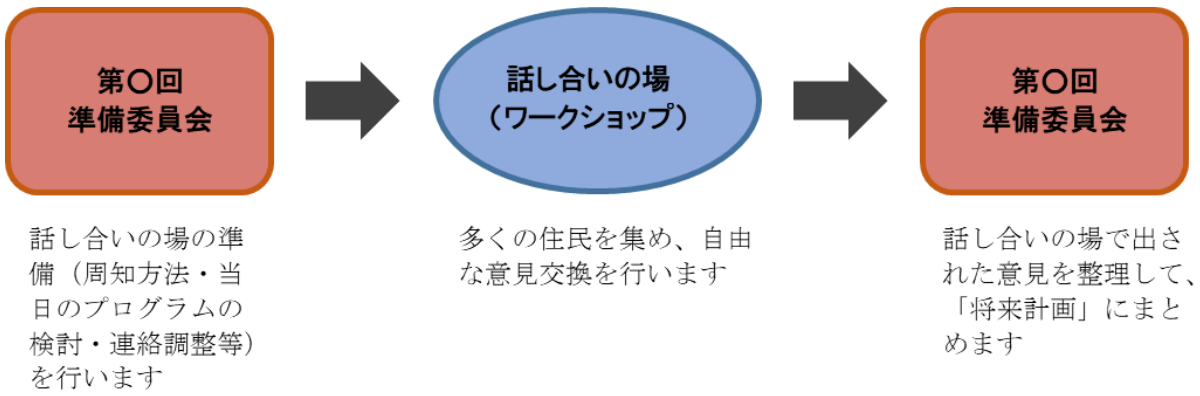 第〇回
準備委員会
話し合いの場
（ワークショップ）
第〇回
準備委員会
話し合いの場の準
備（周知方法・当
日のプログラムの
検討・連絡調整等）
を行います
多くの住民を集め、自由
な意見交換を行います
話し合いの場で出さ
れた意見を整理して、
「将来計画」にまと
めます